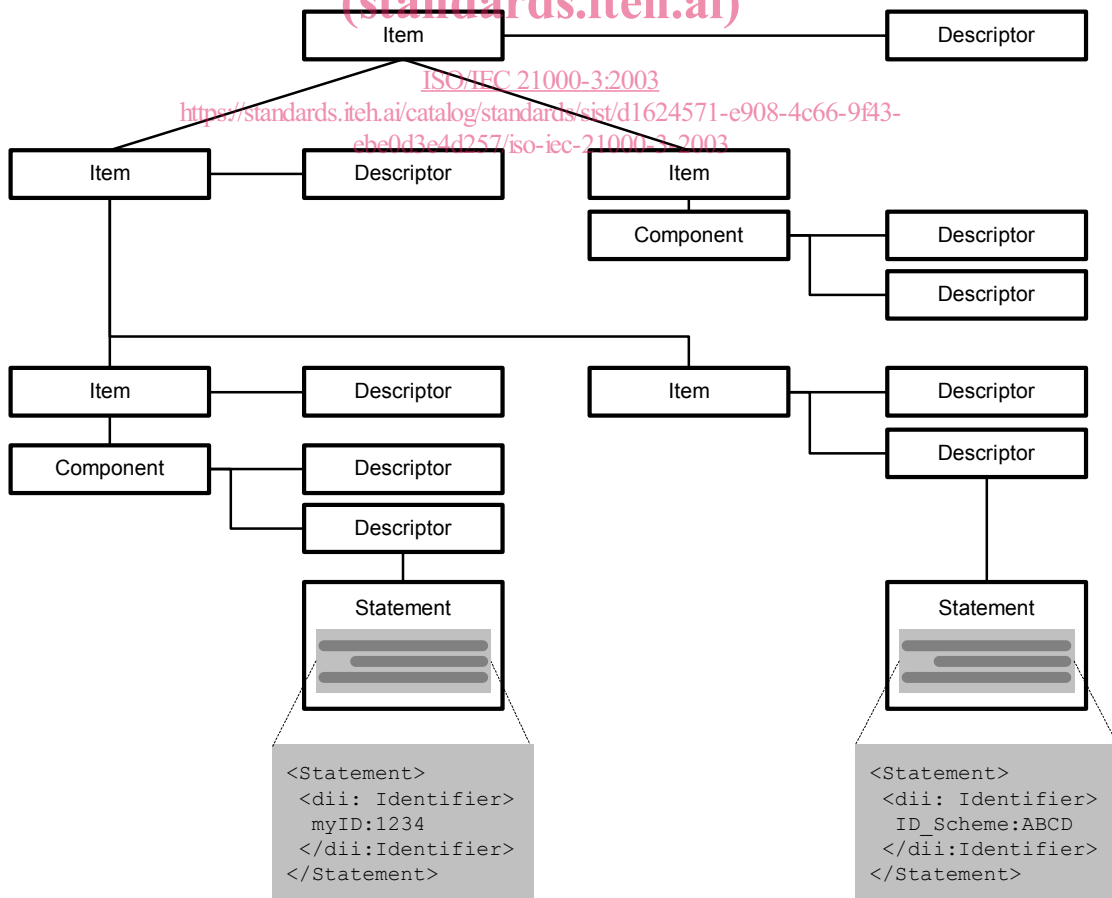 (standards.iteh.ai)
Item
Descriptor
ISO/IEC 21000-3:2003
https://standards.iteh.ai/catalog/standards/sist/d1624571-e908-4c66-9f43-
ebe0d3e4d257/iso-iec-21000-3-2003
Item
Descriptor
Item
Component
Descriptor
Descriptor
Item
Descriptor
Item
Descriptor
Component
Descriptor
Descriptor
Descriptor
Statement
Statement
<Statement>
<dii: Identifier>
myID:1234
</dii:Identifier>
</Statement>
<Statement>
<dii: Identifier>
ID_Scheme:ABCD
</dii:Identifier>
</Statement>